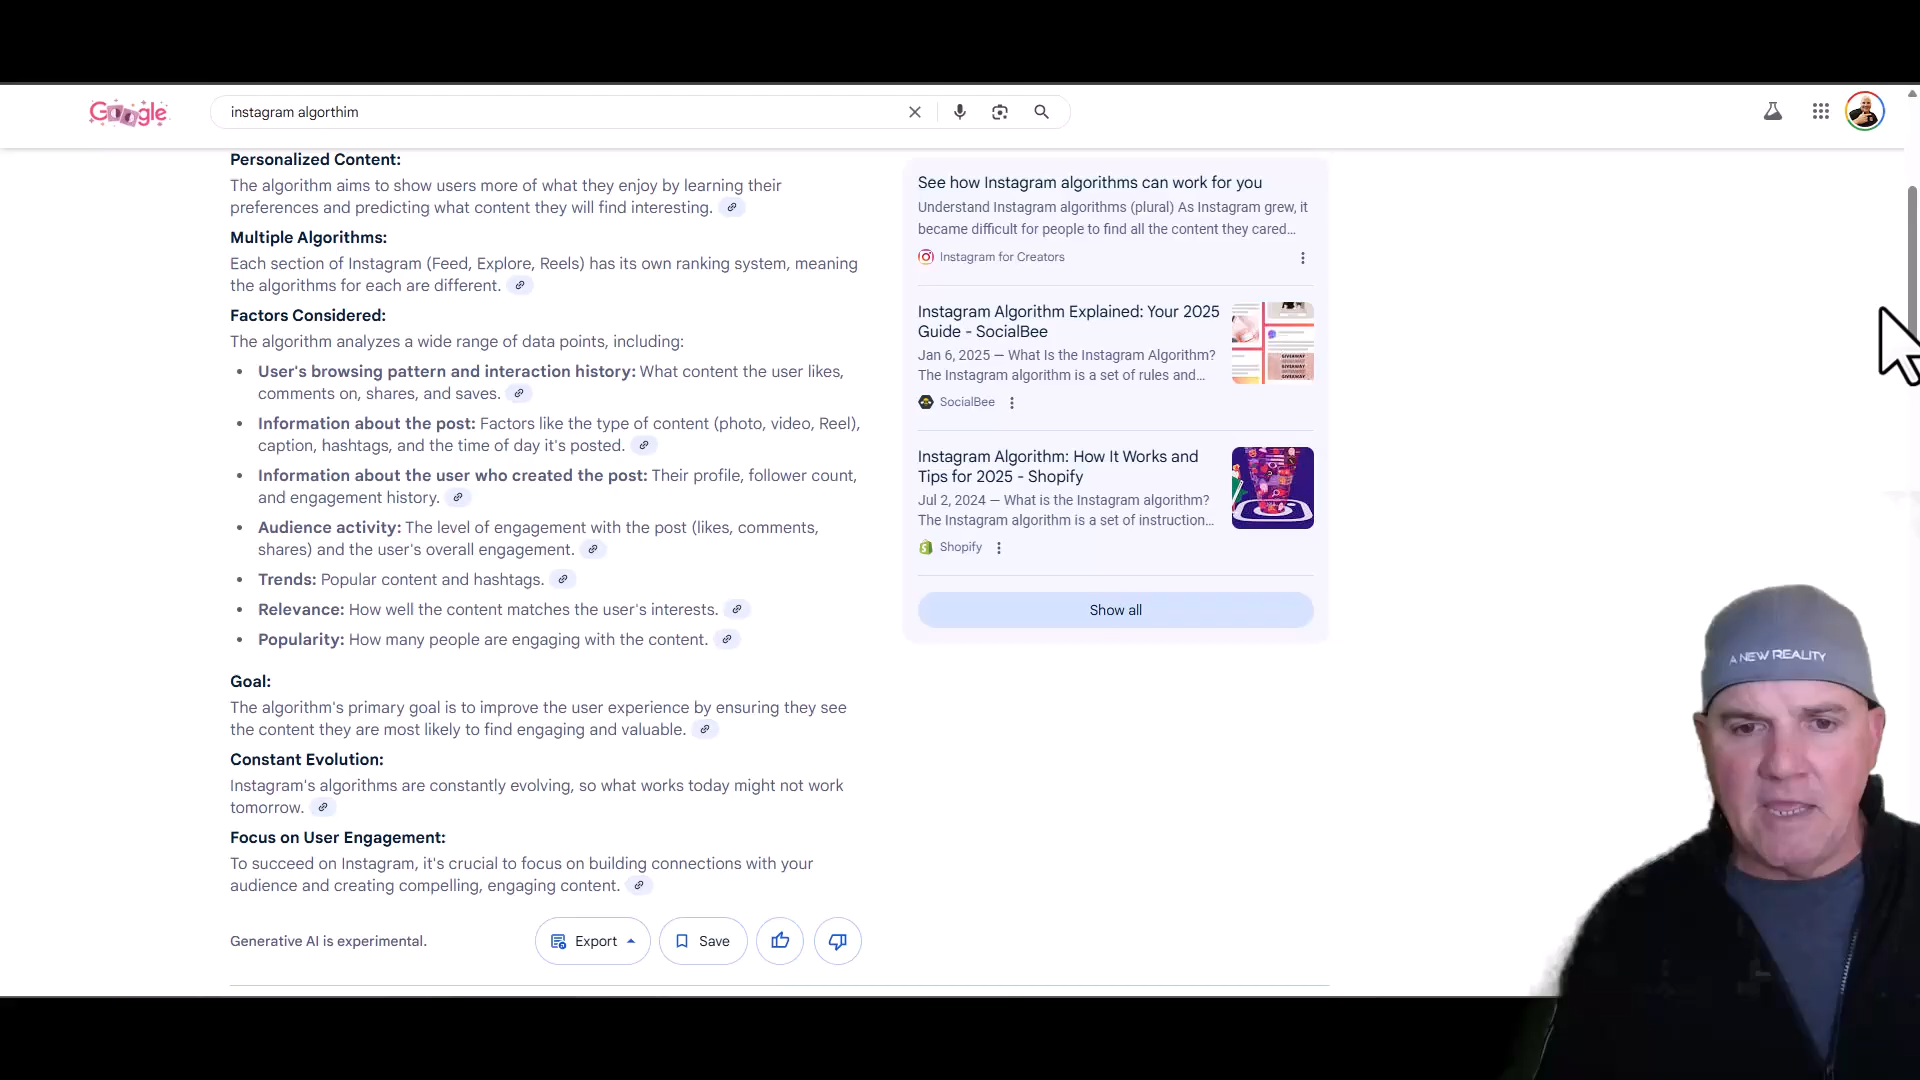 Google
instagram algorthim
Personalized Content:
The algorithm aims to show users more of what they enjoy by learning their
preferences and predicting what content they will find interesting.
Multiple Algorithms:
Each section of Instagram (Feed, Explore, Reels) has its own ranking system, meaning
the algorithms for each are different.
Factors Considered:
The algorithm analyzes a wide range of data points, including:
• User's browsing pattern and interaction history: What content the user likes,
comments on, shares, and saves.
• Information about the post: Factors like the type of content (photo, video, Reel),
caption, hashtags, and the time of day it's posted.
• Information about the user who created the post: Their profile, follower count,
and engagement history.
• Audience activity: The level of engagement with the post (likes, comments,
shares) and the user's overall engagement.
• Trends: Popular content and hashtags.
• Relevance: How well the content matches the user's interests.
• Popularity: How many people are engaging with the content.
Goal:
The algorithm's primary goal is to improve the user experience by ensuring they see
the content they are most likely to find engaging and valuable.
Constant Evolution:
Instagram's algorithms are constantly evolving, so what works today might not work
tomorrow.
Focus on User Engagement:
To succeed on Instagram, it's crucial to focus on building connections with your
audience and creating compelling, engaging content.
Generative AI is experimental.
Export
Save
See how Instagram algorithms can work for you
Understand Instagram algorithms (plural) As Instagram grew, it
became difficult for people to find all the content they cared...
Instagram for Creators
Instagram Algorithm Explained: Your 2025
Guide - SocialBee
Jan 6, 2025 — What Is the Instagram Algorithm?
The Instagram algorithm is a set of rules and...
SocialBee
Instagram Algorithm: How It Works and
Tips for 2025 - Shopify
Jul 2, 2024 — What is the Instagram algorithm?
The Instagram algorithm is a set of instruction...
Shopify
Show all
A NEW REALITY